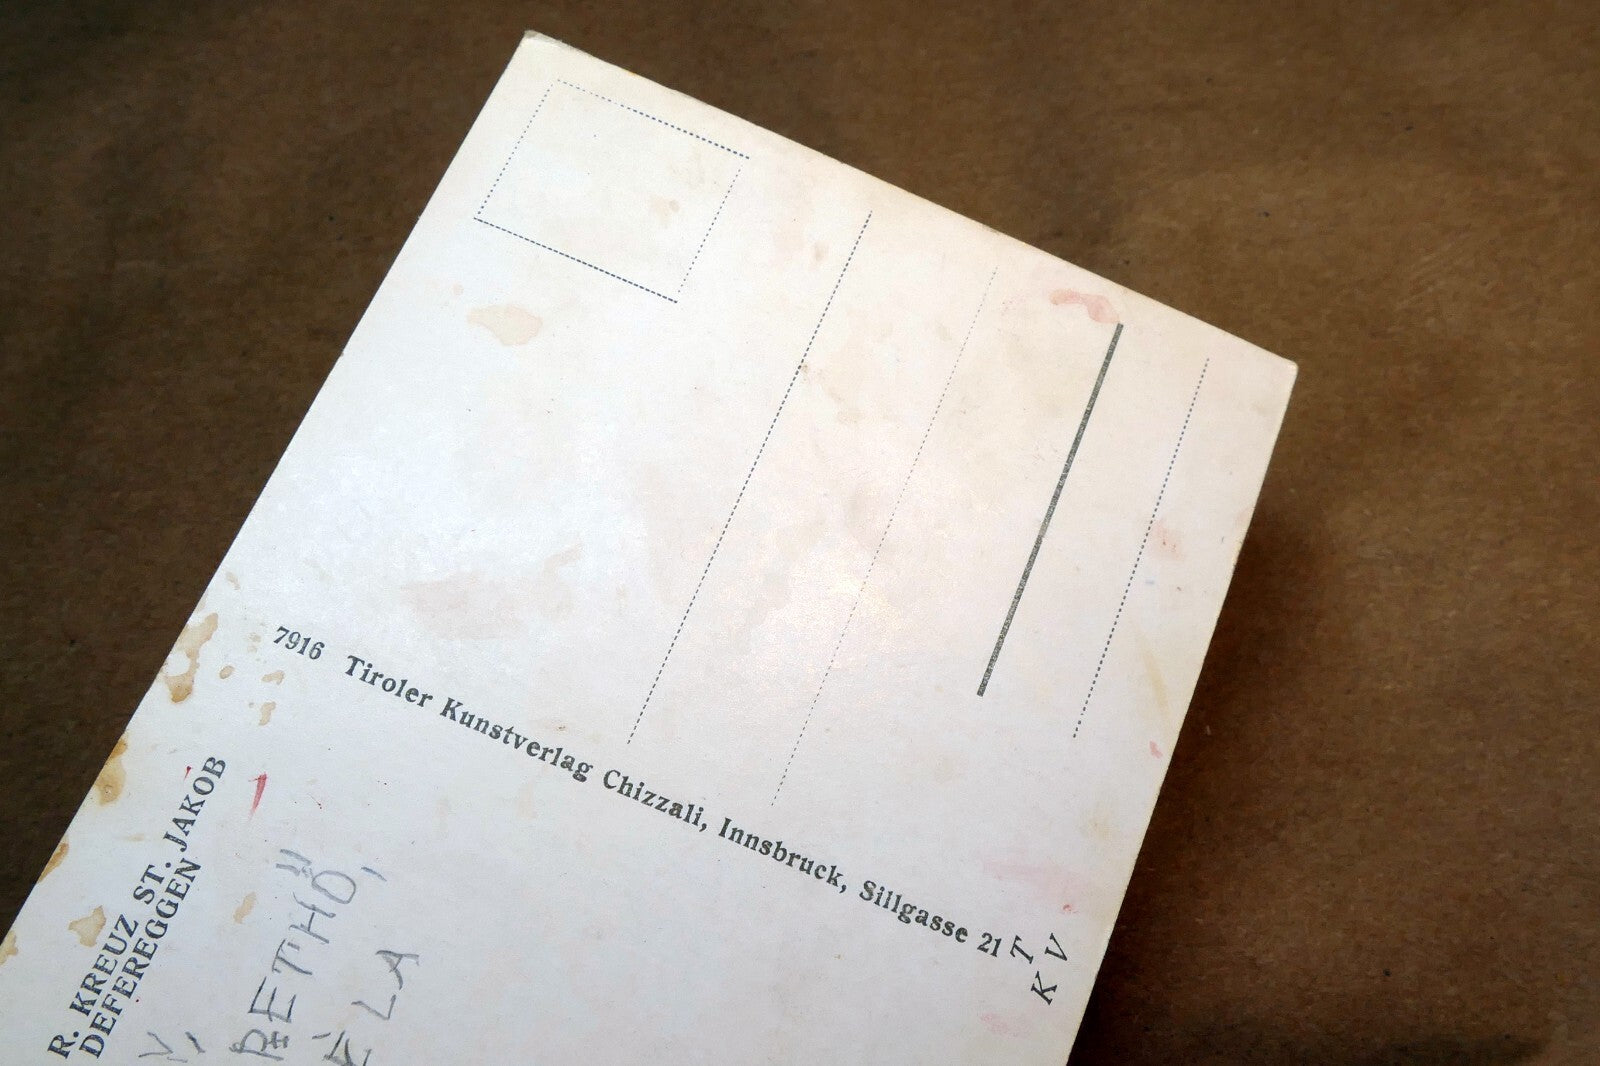 R. KREUZ ST. JAKOB
DEFEREGGEN
7916 Tiroler Kunstverlag Chizzali, Innsbruck, Sillgasse 21
T
K V